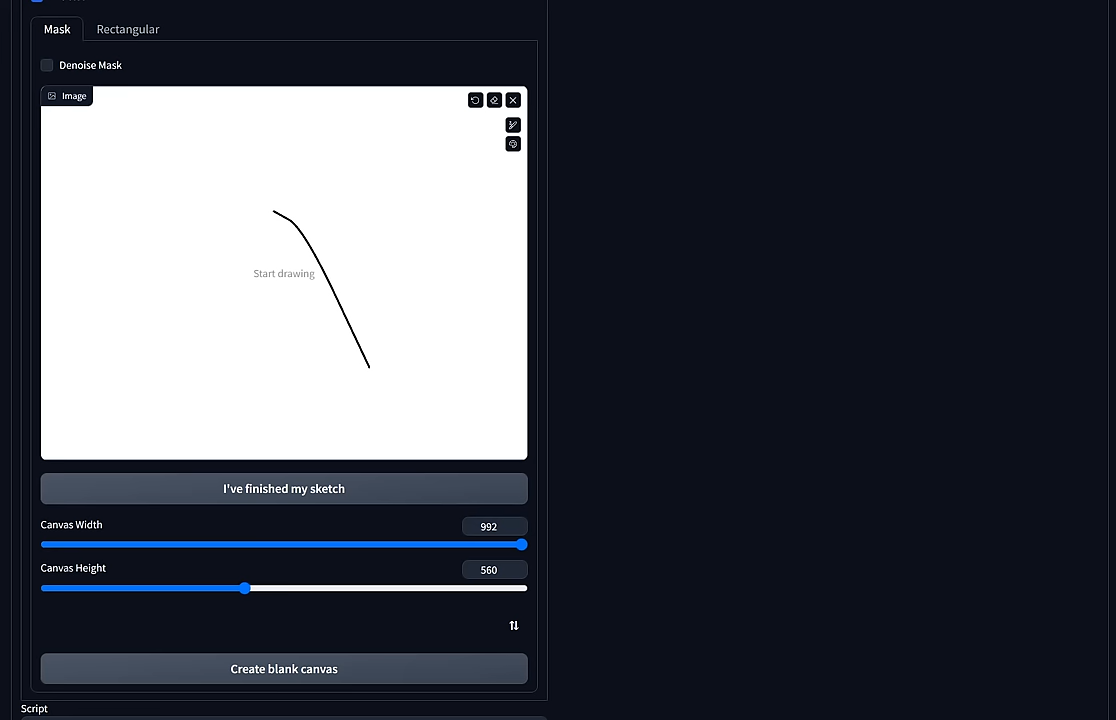 Mask Rectangular
Denoise Mask
Image
Start drawing
I've finished my sketch
Canvas Width 992
Canvas Height 560
Create blank canvas
Script